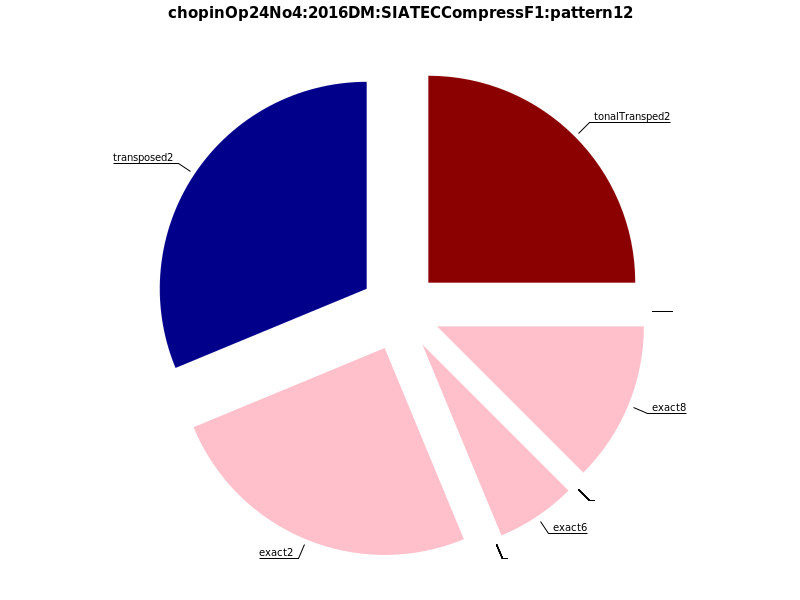 chopinOp24No4:2016DM:SIATECCompressF1:pattern12
tonalTransped2
transposed2
exact8
exact6
exact2